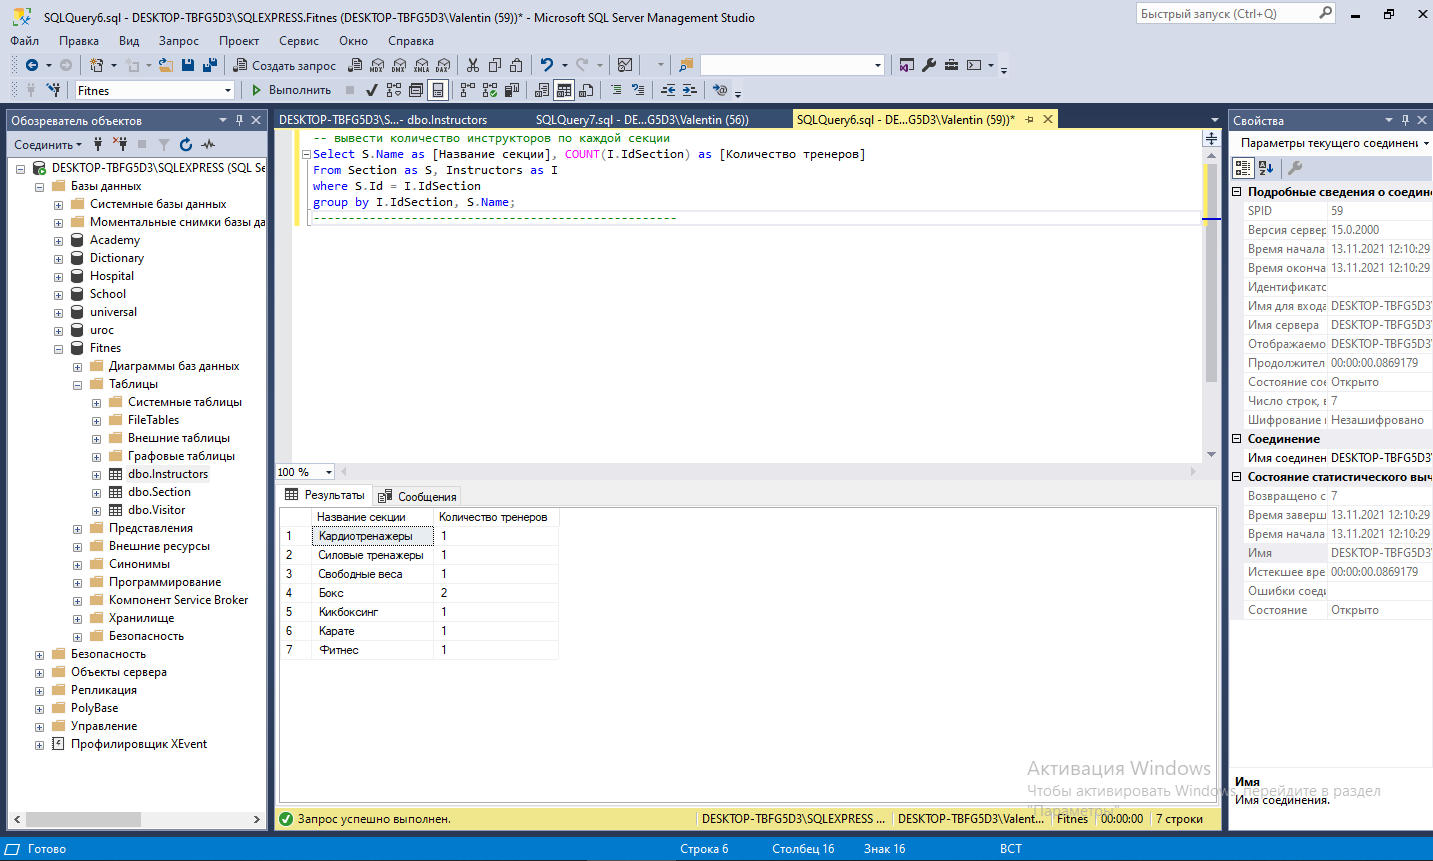 SQLQuery6.sql - DESKTOP-TBFG5D3\SQLEXPRESS.Fitnes (DESKTOP-TBFG5D3\Valentin (59))* - Microsoft SQL Server Management Studio
Быстрый запуск (Ctrl+Q)
Файл Правка Вид Запрос Проект Сервис Окно Справка
Создать запрос MDX DMX XMLA DAX
Fitnes Выполнить
Обозреватель объектов
Соединить
DESKTOP-TBFG5D3\SQLEXPRESS (SQL Se
Базы данных
Системные базы данных
Моментальные снимки базы да
Academy
Dictionary
Hospital
School
universal
uroc
Fitnes
Диаграммы баз данных
Таблицы
Системные таблицы
FileTables
Внешние таблицы
Графовые таблицы
dbo.Instructors
dbo.Section
dbo.Visitor
Представления
Внешние ресурсы
Синонимы
Программирование
Компонент Service Broker
Хранилище
Безопасность
Безопасность
Объекты сервера
Репликация
PolyBase
Управление
Профилировщик XEvent
DESKTOP-TBFG5D3\S...- dbo.Instructors SQLQuery7.sql - DE...G5D3\Valentin (56)) SQLQuery6.sql - DE...G5D3\Valentin (59))*
-- вывести количество инструкторов по каждой секции
Select S.Name as [Название секции], COUNT(I.IdSection) as [Количество тренеров]
From Section as S, Instructors as I
where S.Id = I.IdSection
group by I.IdSection, S.Name;
----------------------------------------------------
100 %
Результаты Сообщения
Название секции Количество тренеров
1 Кардиотренажеры 1
2 Силовые тренажеры 1
3 Свободные веса 1
4 Бокс 2
5 Кикбоксинг 1
6 Карате 1
7 Фитнес 1
Запрос успешно выполнен. DESKTOP-TBFG5D3\SQLEXPRESS ... DESKTOP-TBFG5D3\Valent... Fitnes 00:00:00 7 строки
Свойства
Параметры текущего соединени
Подробные сведения о соедин
SPID 59
Версия сервер 15.0.2000
Время начала 13.11.2021 12:10:29
Время оконча 13.11.2021 12:10:29
Идентификатс
Имя для входа DESKTOP-TBFG5D3\
Имя сервера DESKTOP-TBFG5D3\
Отображаемо DESKTOP-TBFG5D3\
Продолжител 00:00:00.0869179
Состояние сое Открыто
Число строк, в 7
Шифрование Незашифровано
Соединение
Имя соединен DESKTOP-TBFG5D3\
Состояние статистического выч
Возвращено с 7
Время заверш 13.11.2021 12:10:29
Время начала 13.11.2021 12:10:29
Имя DESKTOP-TBFG5D3\
Истекшее вре 00:00:00.0869179
Ошибки соеди
Состояние Открыто
Имя
Имя соединения.
Активация Windows
Чтобы активировать Windows, перейдите в раздел
"Параметры".
Готово Строка 6 Столбец 16 Знак 16 ВСТ